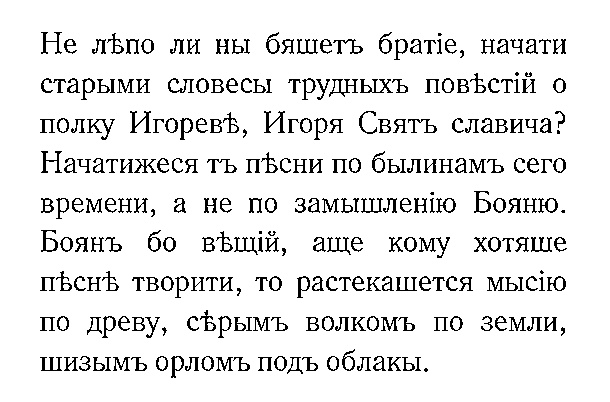 Не лѣпо ли ны бяшетъ братіе, начати
старыми словесы трудныхъ повѣстій о
полку Игоревѣ, Игоря Святъ славича?
Начатижеся тъ пѣсни по былинамъ сего
времени, а не по замышленію Бояню.
Боянъ бо вѣщій, аще кому хотяше
пѣснѣ творити, то растекашется мысію
по древу, сѣрымъ волкомъ по земли,
шизымъ орломъ подъ облакы.